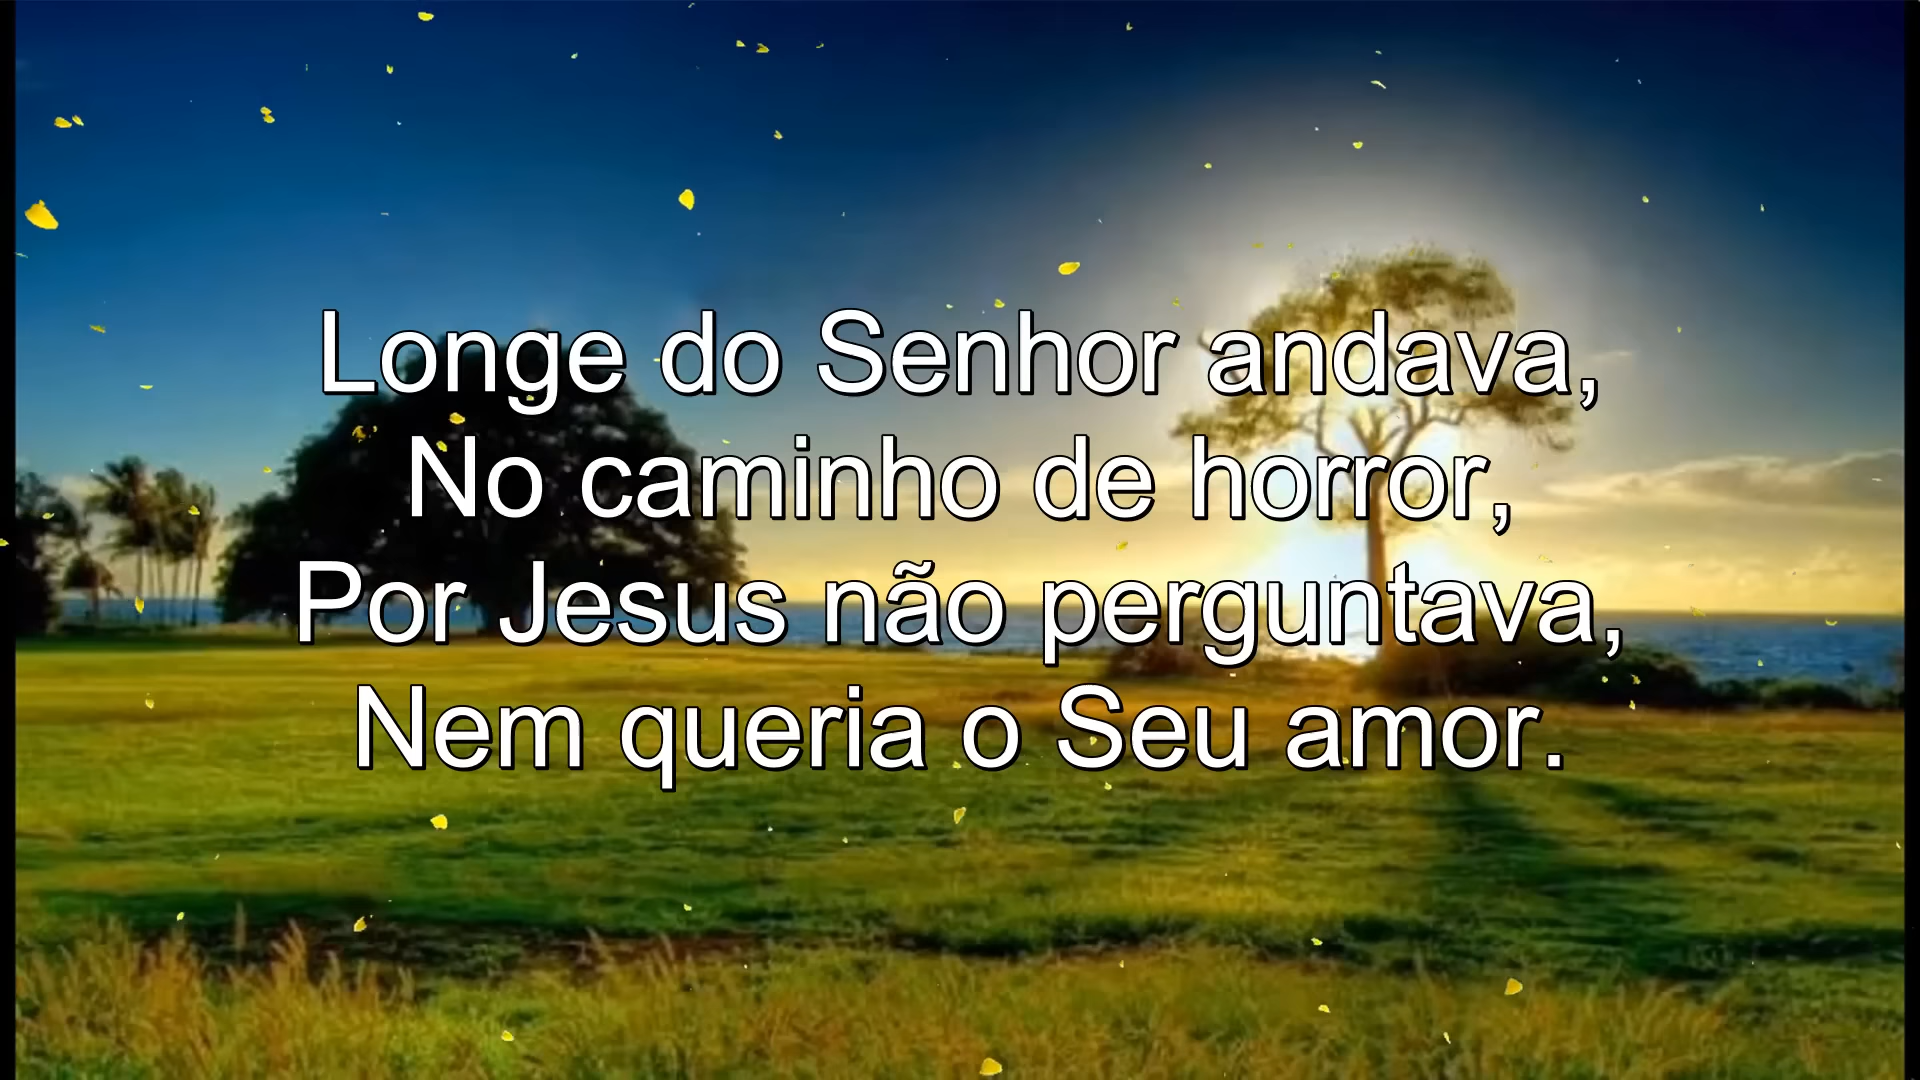 Longe do Senhor andava,
No caminho de horror,
Por Jesus não perguntava,
Nem queria o Seu amor.